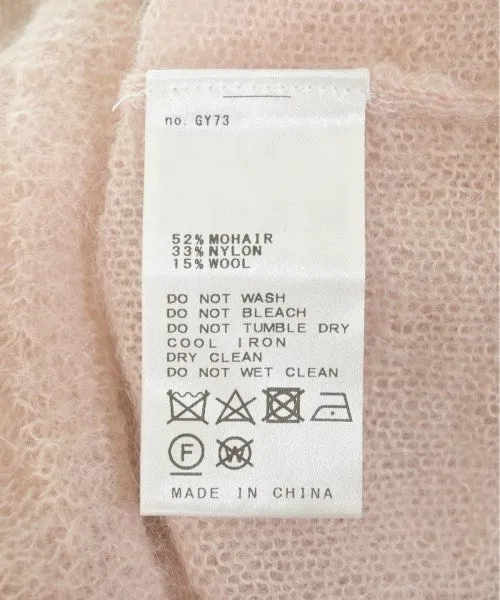 no. GY73
52% MOHAIR
33% NYLON
15% WOOL
DO NOT WASH
DO NOT BLEACH
DO NOT TUMBLE DRY
COOL IRON
DRY CLEAN
DO NOT WET CLEAN
F W
MADE IN CHINA